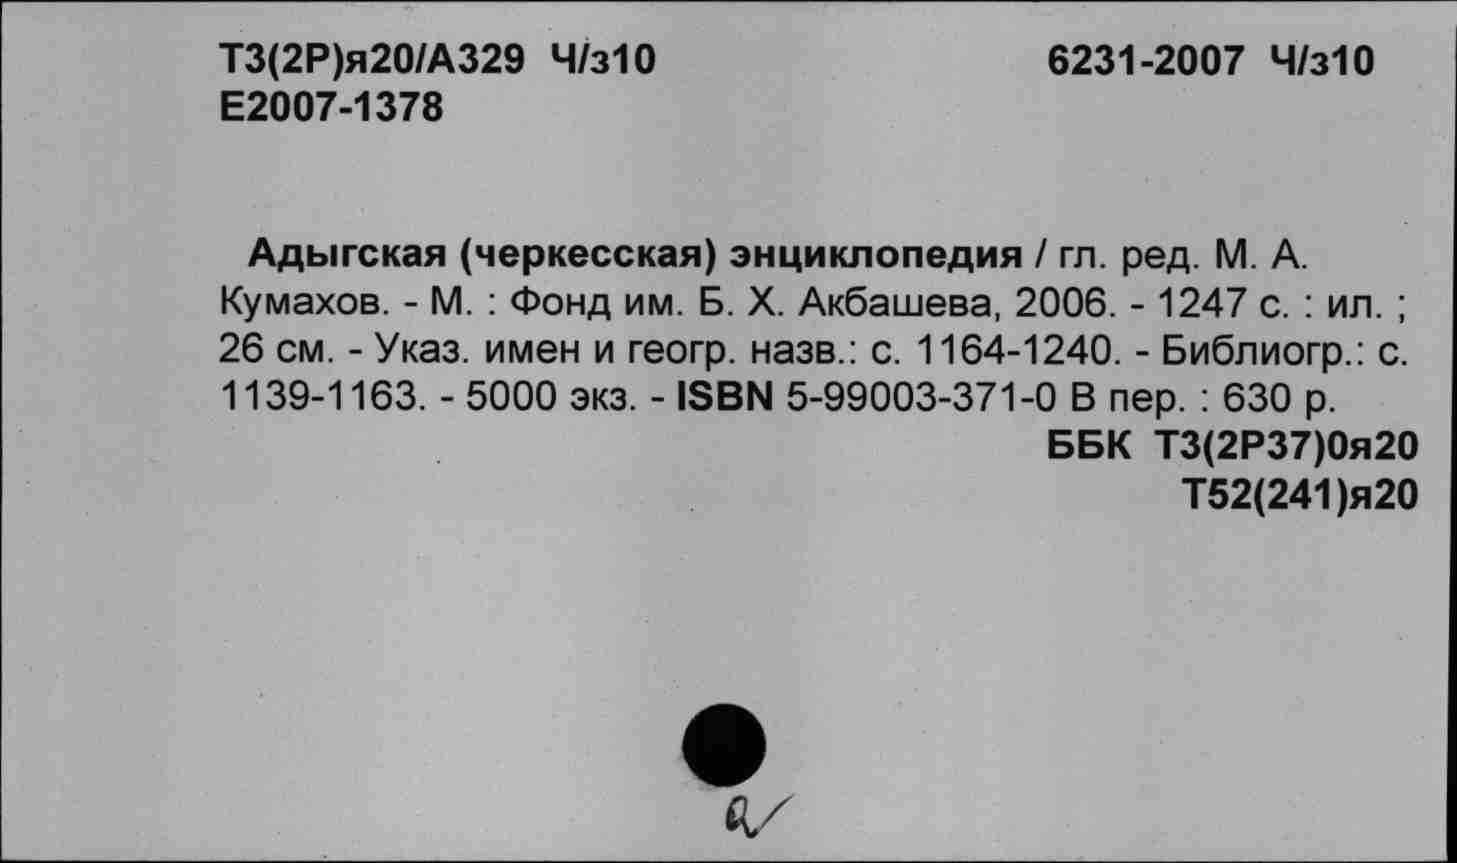 Т3(2Р)я20/А329 Ч/з10 6231-2007 Ч/з10
Е2007-1378
Адыгская (черкесская) энциклопедия / гл. ред. М. А.
Кумахов. - М. : Фонд им. Б. Х. Акбашева, 2006. - 1247 с. : ил. ;
26 см. - Указ. имен и геогр. назв.: с. 1164-1240. - Библиогр.: с.
1139-1163. - 5000 экз. - ISBN 5-99003-371-0 В пер. : 630 р.
ББК Т3(2Р37)0я20
Т52(241)я20